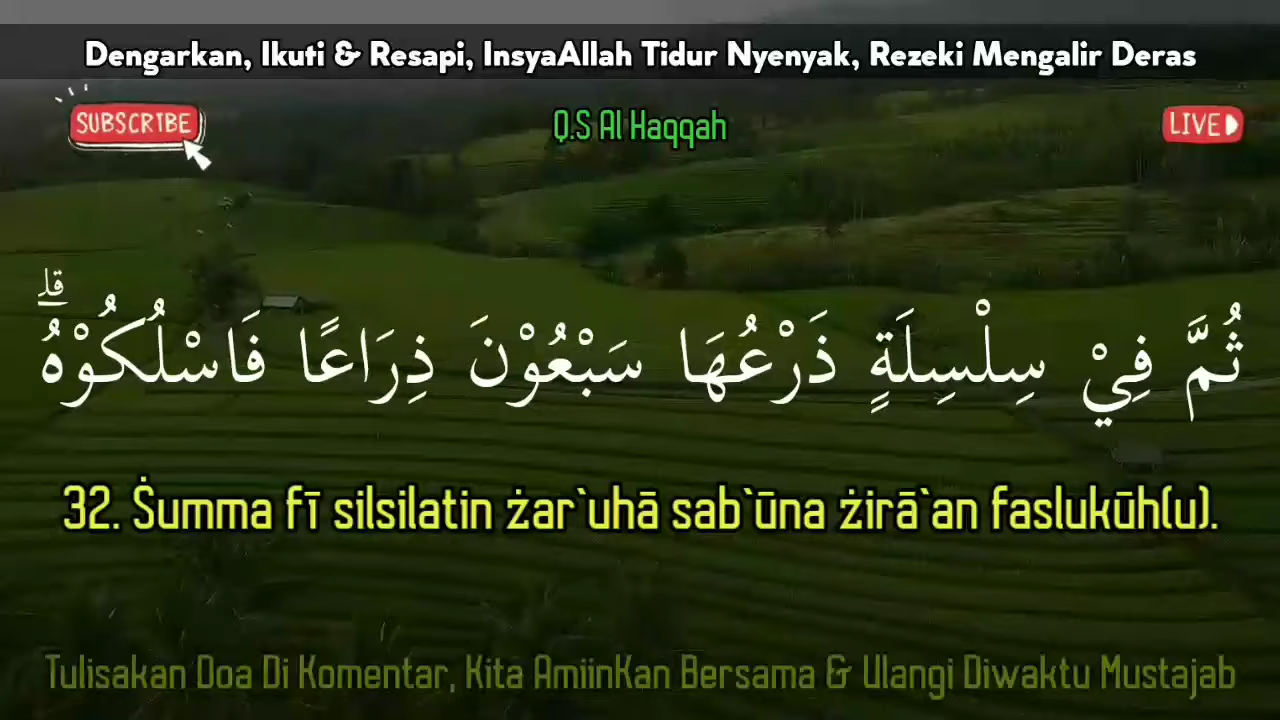 Dengarkan, Ikuti & Resapi, InsyaAllah Tidur Nyenyak, Rezeki Mengalir Deras
SUBSCRIBE
Q.S Al Haqqah
LIVE
ثُمَّ فِيْ سِلْسِلَةٍ ذَرْعُهَا سَبْعُوْنَ ذِرَاعًا فَاسْلُكُوْهُۗ
32. Ṡumma fī silsilatin żar`uhā sab`ūna żirā`an faslukūh(u).
Tulisakan Doa Di Komentar, Kita AmiinKan Bersama & Ulangi Diwaktu Mustajab